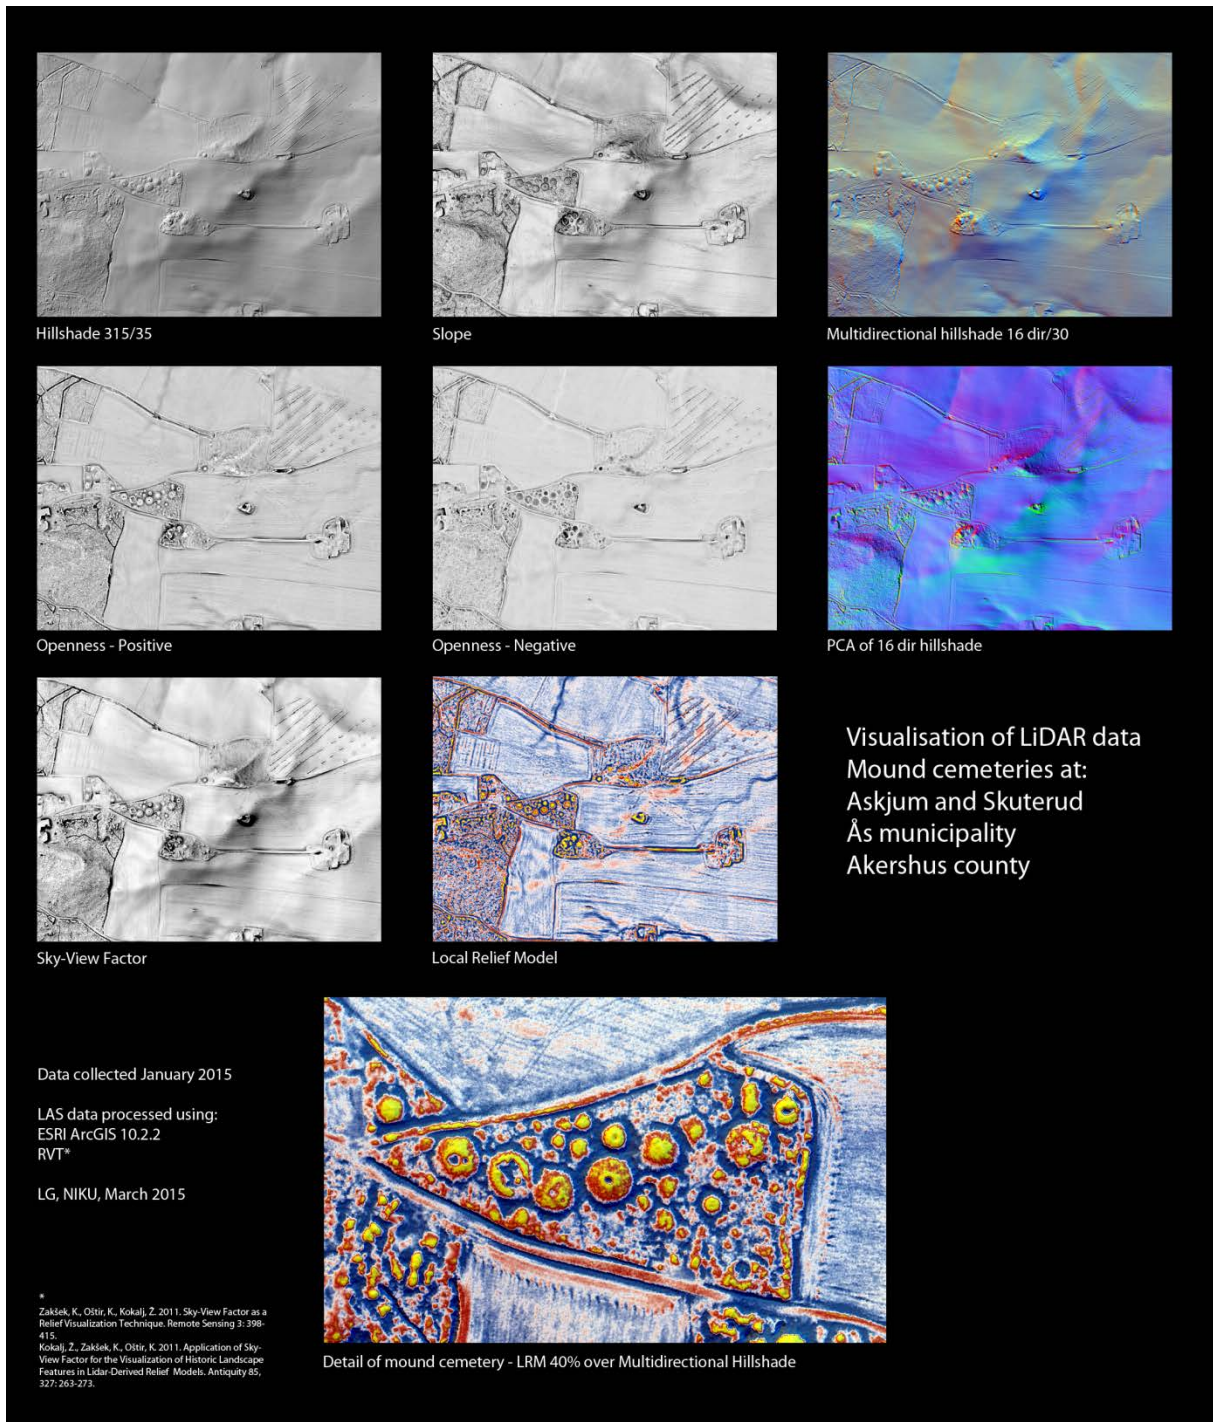 Hillshade 315/35
Slope
Multidirectional hillshade 16 dir/30
Openness - Positive
Openness - Negative
PCA of 16 dir hillshade
Sky-View Factor
Local Relief Model
Visualisation of LiDAR data
Mound cemeteries at:
Askjum and Skuterud
Ås municipality
Akershus county
Data collected January 2015
LAS data processed using:
ESRI ArcGIS 10.2.2
RVT*
LG, NIKU, March 2015
*
Zakšek, K., Oštir, K., Kokalj, Ž. 2011. Sky-View Factor as a
Relief Visualization Technique. Remote Sensing 3: 398-
415.
Kokalj, Ž., Zakšek, K., Oštir, K. 2011. Application of Sky-
View Factor for the Visualization of Historic Landscape
Features in Lidar-Derived Relief Models. Antiquity 85,
327: 263-273.
Detail of mound cemetery - LRM 40% over Multidirectional Hillshade